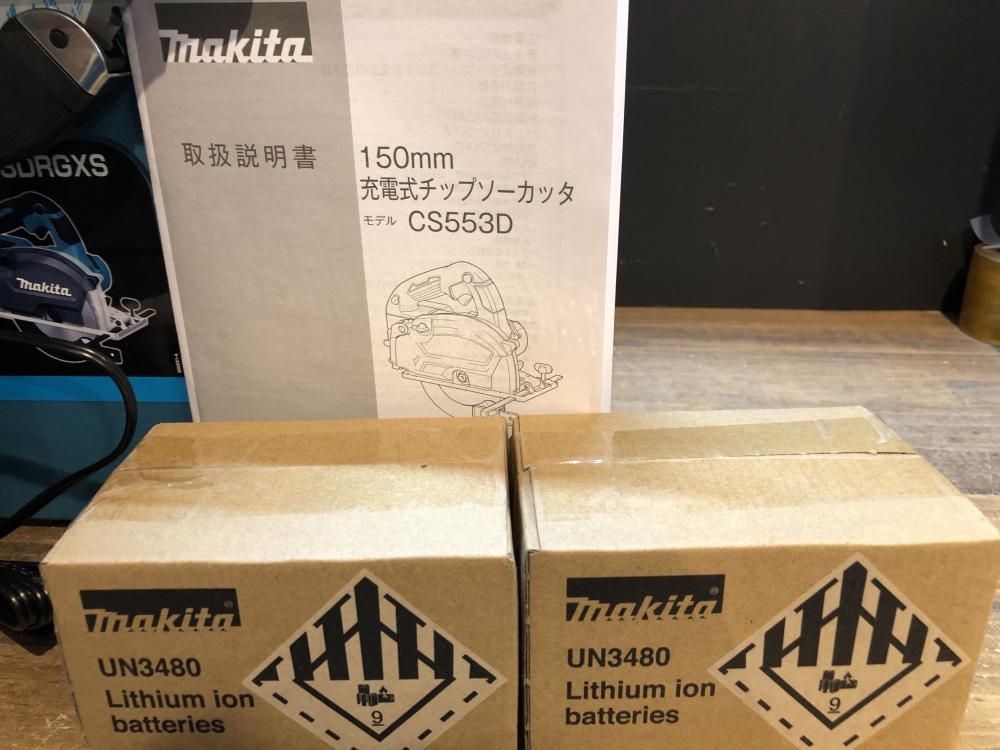 makita
取扱説明書
150mm
充電式チップソーカッタ
モデル CS553D
DRGXS
makita
makita®
UN3480
Lithium ion
batteries
9
makita®
UN3480
Lithium ion
batteries
9